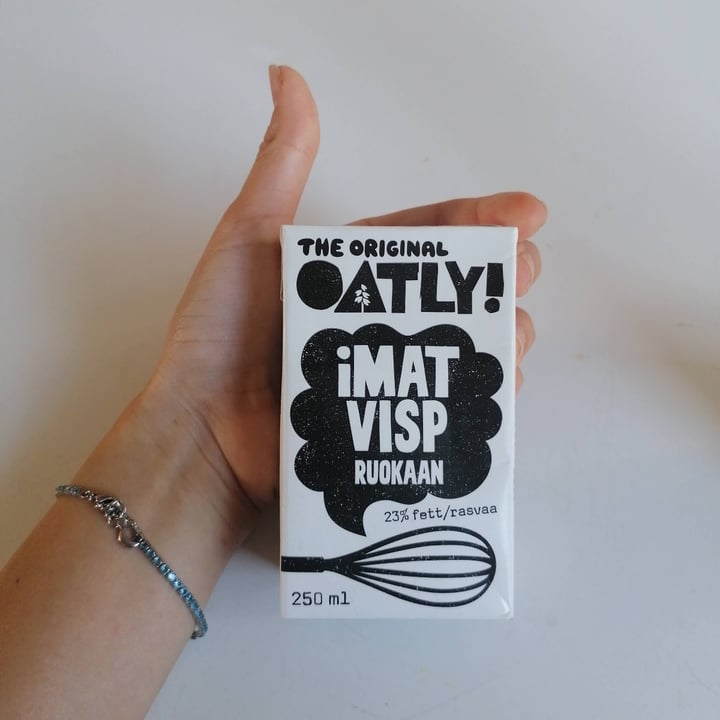 THE ORIGINAL
OATLY!
iMAT
VISP
RUOKAAN
23% fett/rasvaa
250 ml